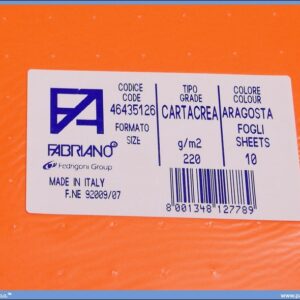 CODICE
CODE
46435126
FORMATO
SIZE
TIPO
GRADE
CARTACREA
g/m2
220
COLORE
COLOUR
ARAGOSTA
FOGLI
SHEETS
10
FABRIANO
Fedrigoni Group
MADE IN ITALY
F.NE 92009/07
8 001348 127789